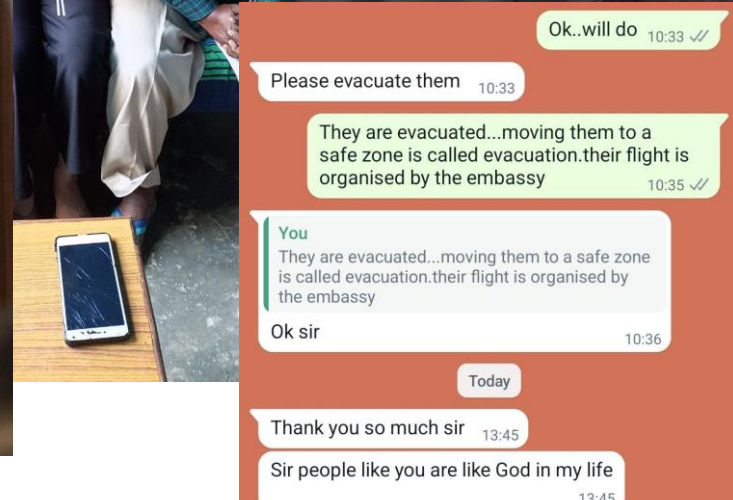 Ok..will do 10:33
Please evacuate them 10:33
They are evacuated...moving them to a
safe zone is called evacuation.their flight is
organised by the embassy 10:35
You
They are evacuated...moving them to a safe zone
is called evacuation.their flight is organised by
the embassy
Ok sir 10:36
Today
Thank you so much sir 13:45
Sir people like you are like God in my life
13:45